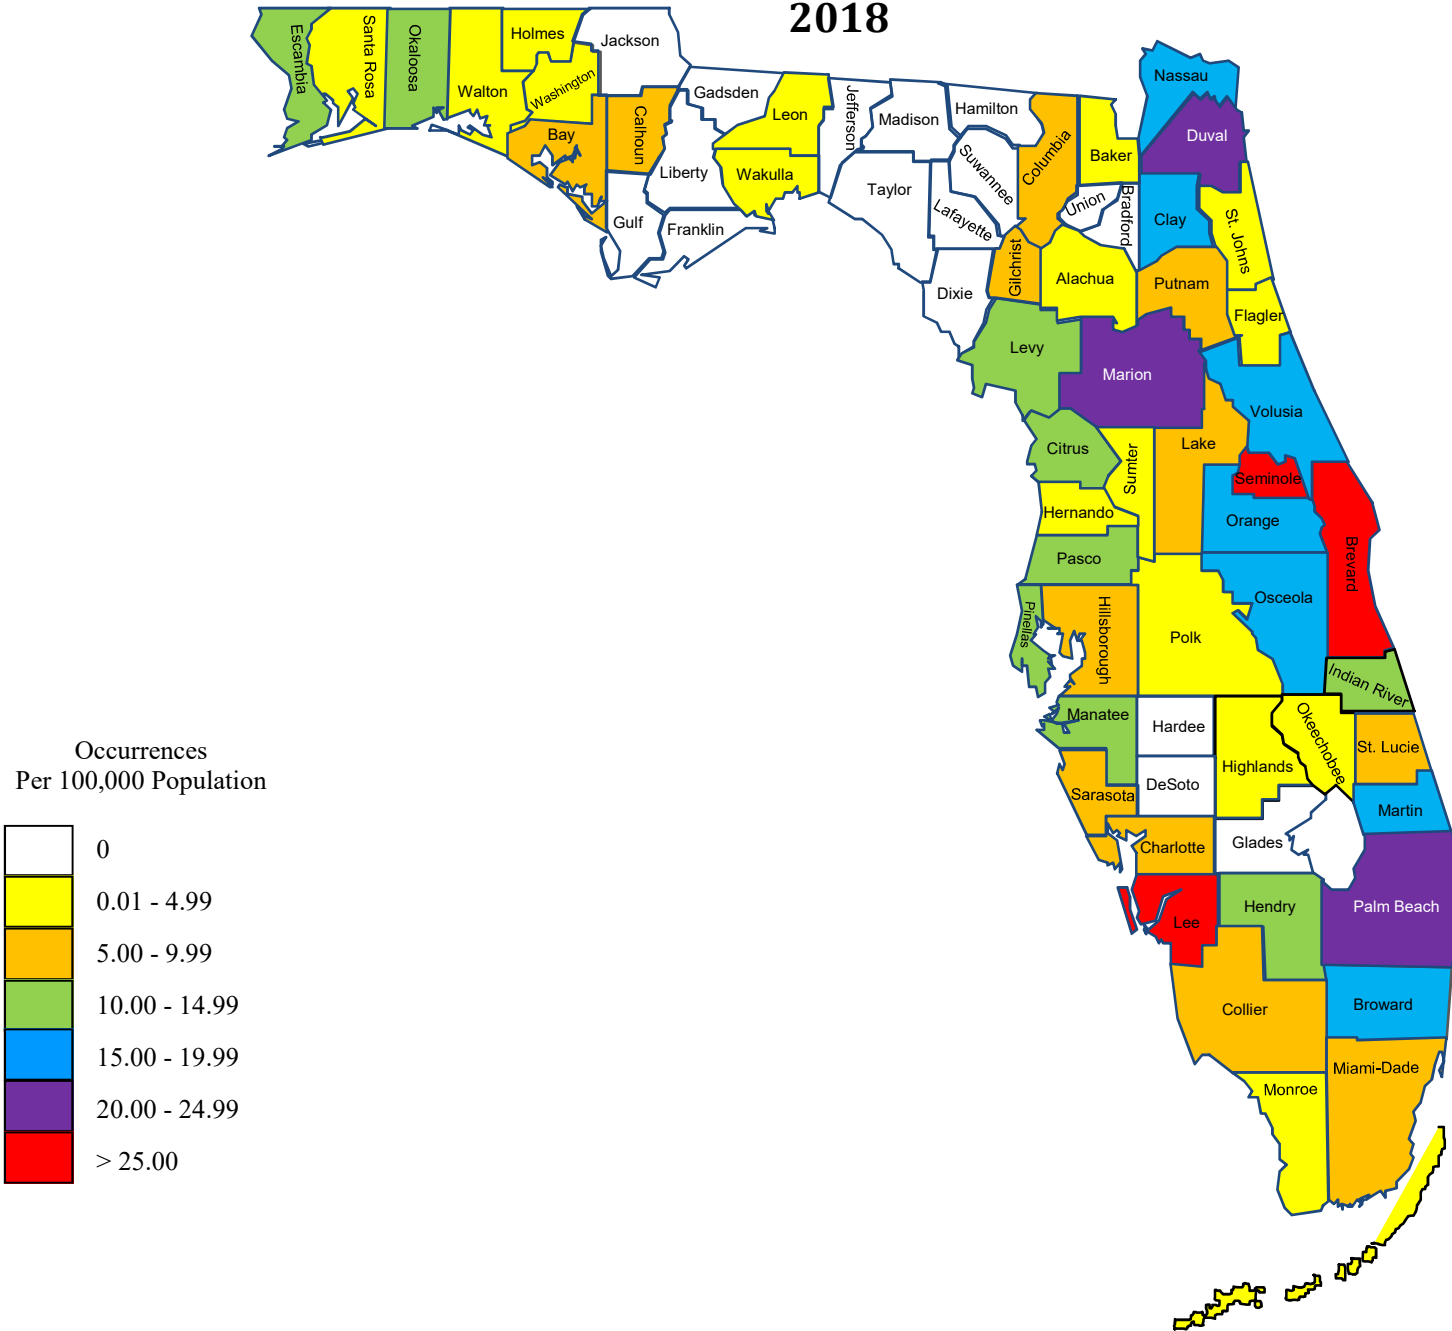 2018
Escambia
Santa Rosa
Okaloosa
Walton
Holmes
Washington
Jackson
Bay
Calhoun
Gadsden
Liberty
Gulf
Franklin
Leon
Wakulla
Jefferson
Madison
Taylor
Hamilton
Suwannee
Lafayette
Dixie
Columbia
Gilchrist
Baker
Union
Bradford
Nassau
Duval
Clay
St. Johns
Alachua
Putnam
Flagler
Levy
Marion
Volusia
Citrus
Sumter
Lake
Seminole
Orange
Hernando
Pasco
Brevard
Osceola
Pinellas
Hillsborough
Polk
Indian River
Manatee
Hardee
Okeechobee
St. Lucie
Highlands
DeSoto
Sarasota
Martin
Charlotte
Glades
Lee
Hendry
Palm Beach
Collier
Broward
Miami-Dade
Monroe
Occurrences
Per 100,000 Population
0
0.01 - 4.99
5.00 - 9.99
10.00 - 14.99
15.00 - 19.99
20.00 - 24.99
> 25.00